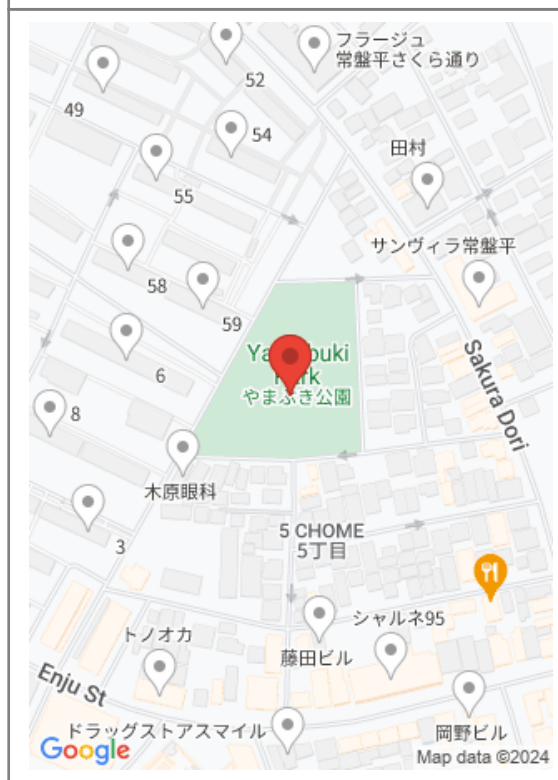 フラージュ
常盤平さくら通り
52
49
54
田村
55
サンヴィラ常盤平
58
59
Park
やまぶき公園
Sakura Dori
6
8
木原眼科
5 CHOME
5丁目
3
シャルネ95
トノオカ
藤田ビル
Enju St
ドラッグストアスマイル
岡野ビル
Google
Map data ©2024